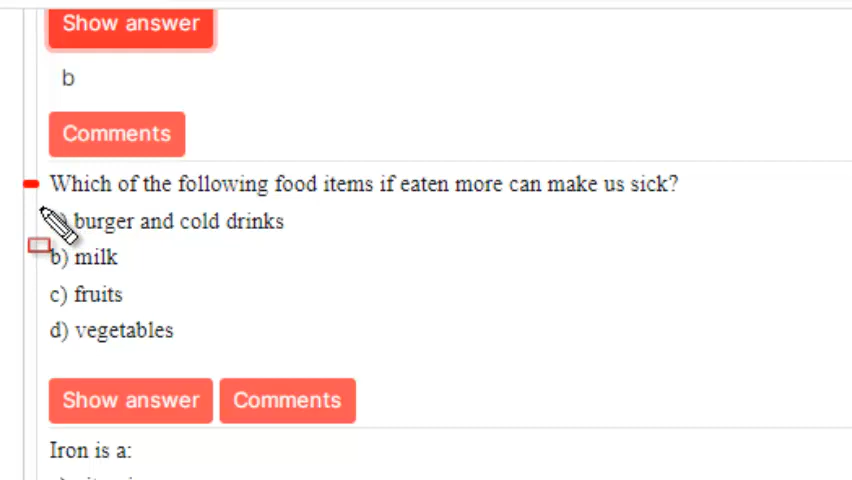 Show answer
b
Comments
Which of the following food items if eaten more can make us sick?
) burger and cold drinks
b) milk
c) fruits
d) vegetables
Show answer Comments
Iron is a: